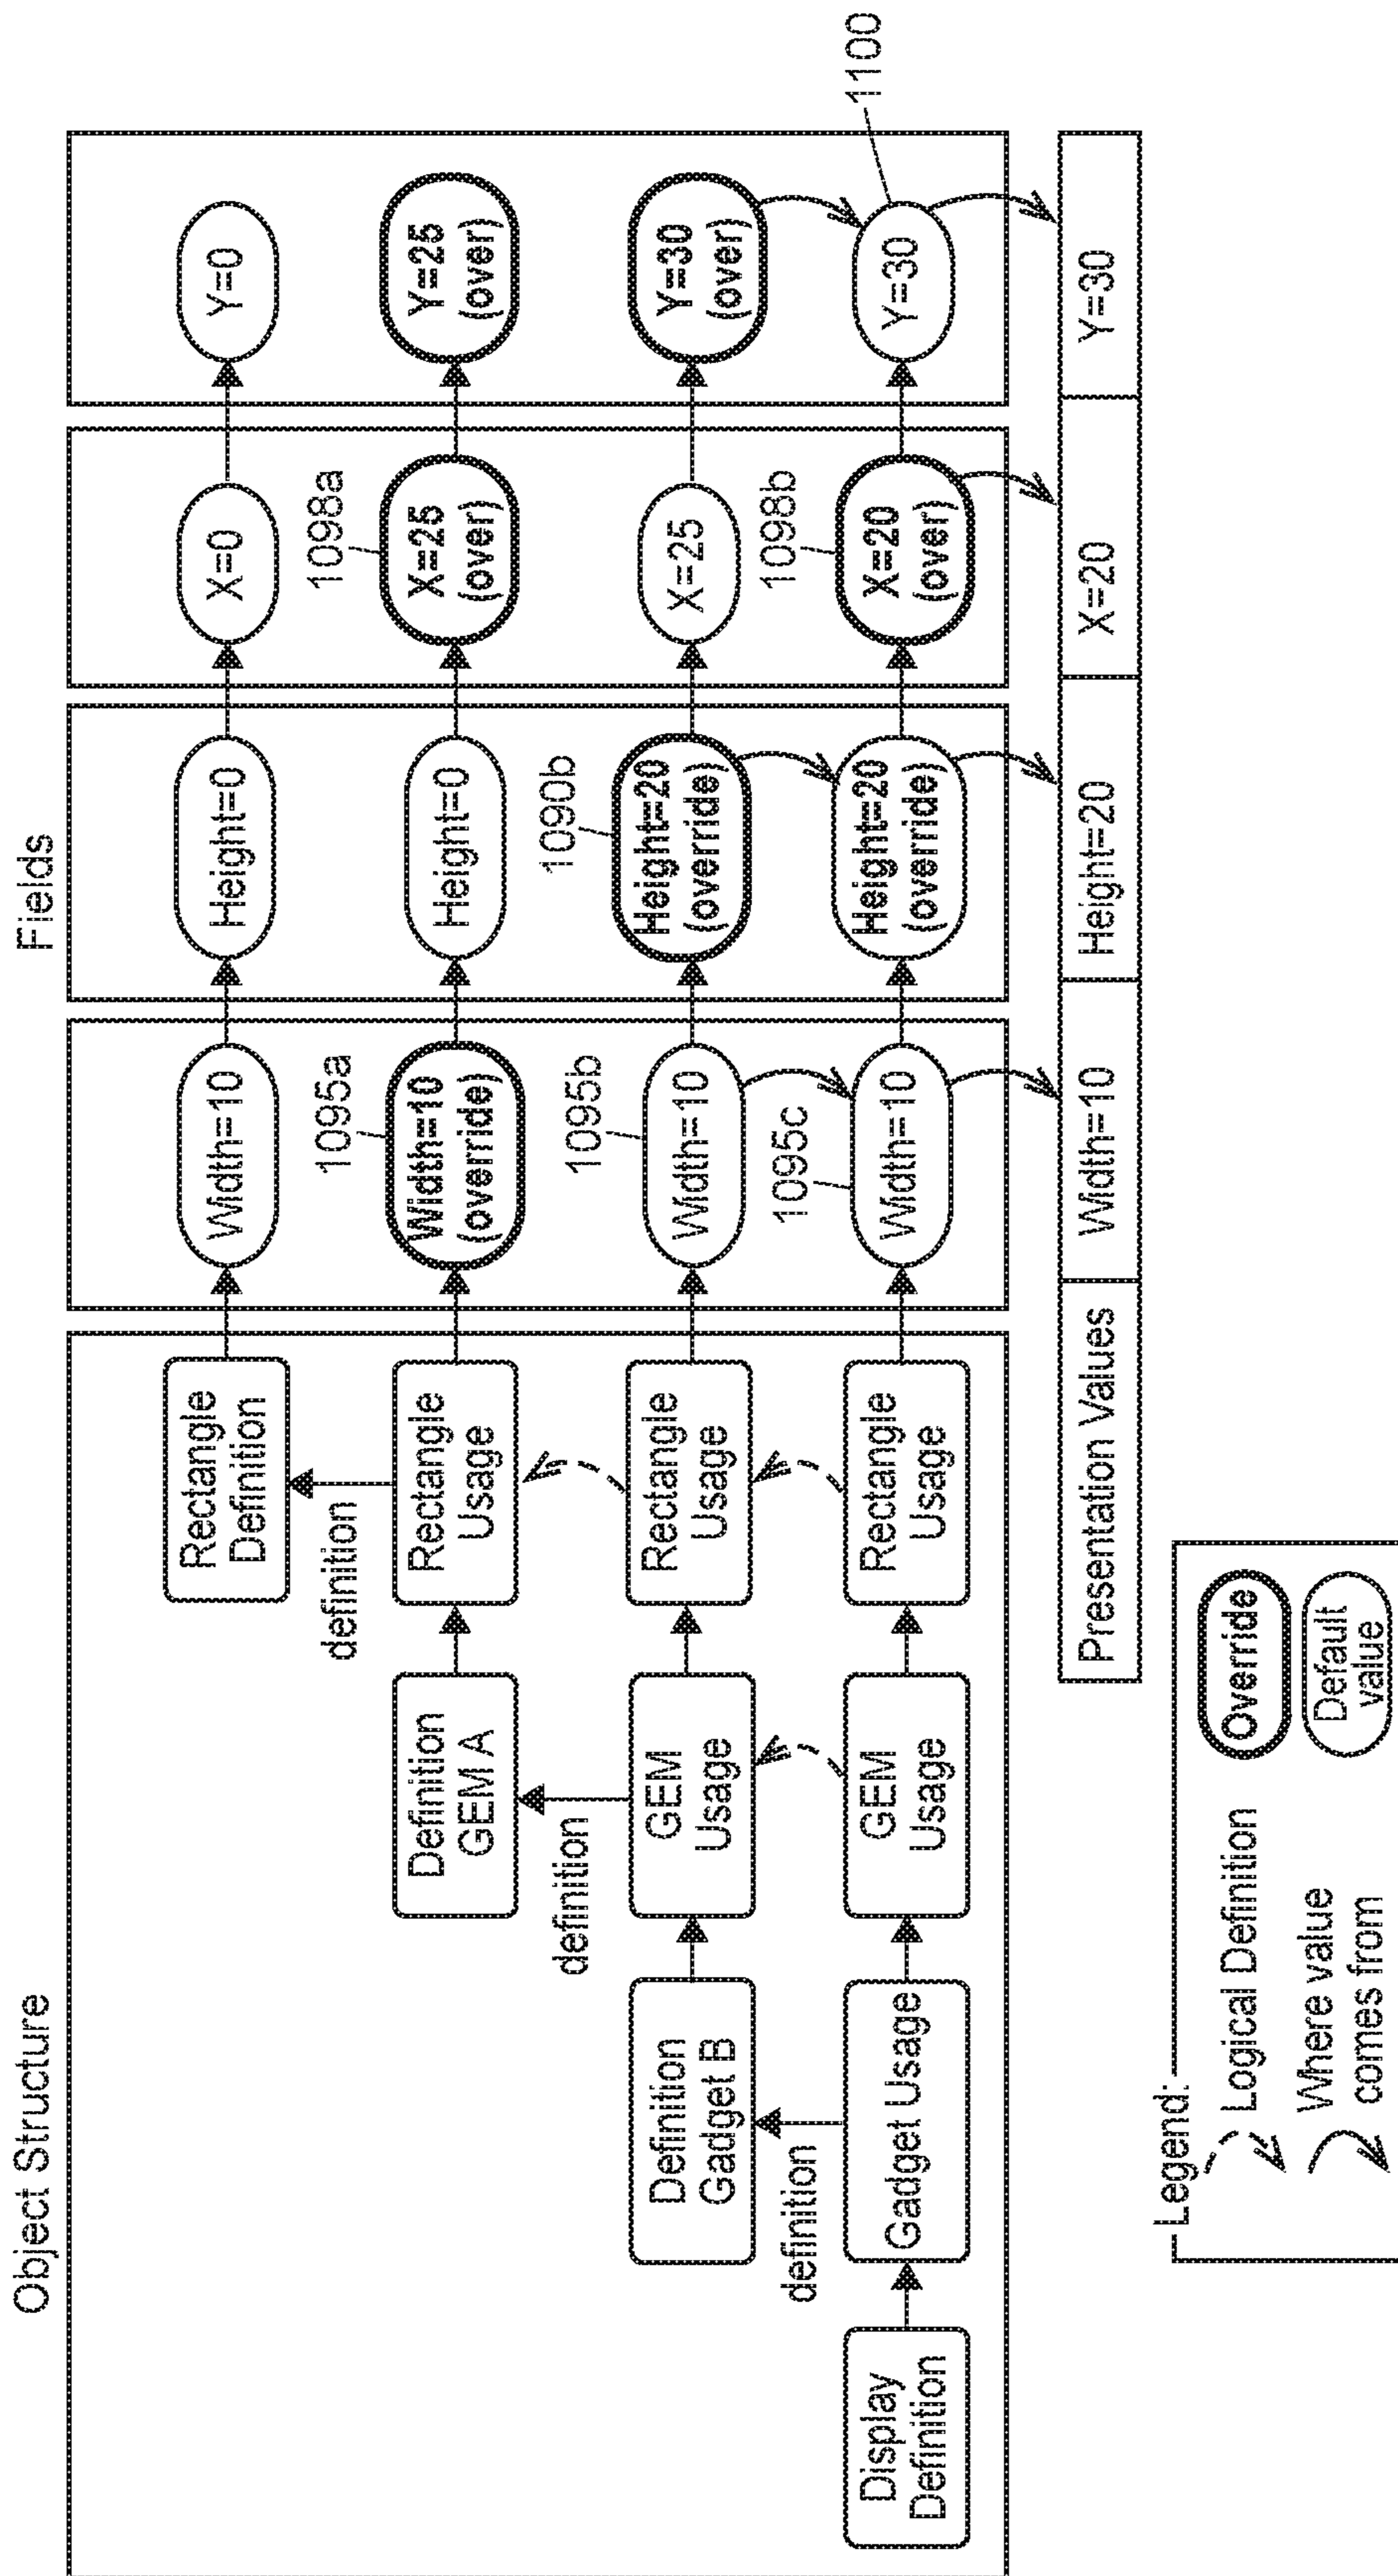 Object Structure
Fields
Rectangle
Definition
Width=10
Height=0
X=0
Y=0
definition
1095a
1098a
Definition
GEM A
Rectangle
Usage
Width=10
(override)
Height=0
X=25
(over)
Y=25
(over)
definition
1095b
1090b
Definition
Gadget B
GEM
Usage
Rectangle
Usage
Width=10
Height=20
(override)
X=25
Y=30
(over)
definition
1095c
1098b
1100
Display
Definition
Gadget Usage
GEM
Usage
Rectangle
Usage
Width=10
Height=20
(override)
X=20
(over)
Y=30
Presentation Values
Width=10
Height=20
X=20
Y=30
Legend:
Logical Definition
Override
Where value
comes from
Default
value